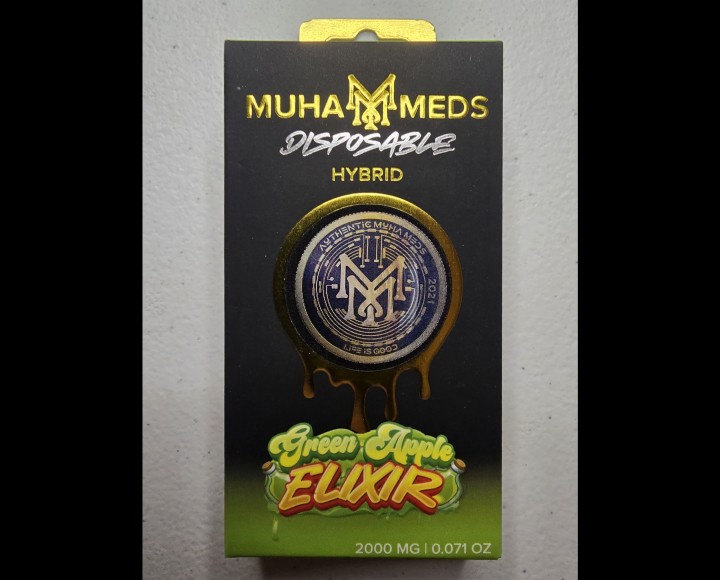 MUHA MEDS
DISPOSABLE
HYBRID
AUTHENTIC MUHA MEDS
2021
LIFE IS GOOD
Green Apple
ELIXIR
2000 MG | 0.071 OZ